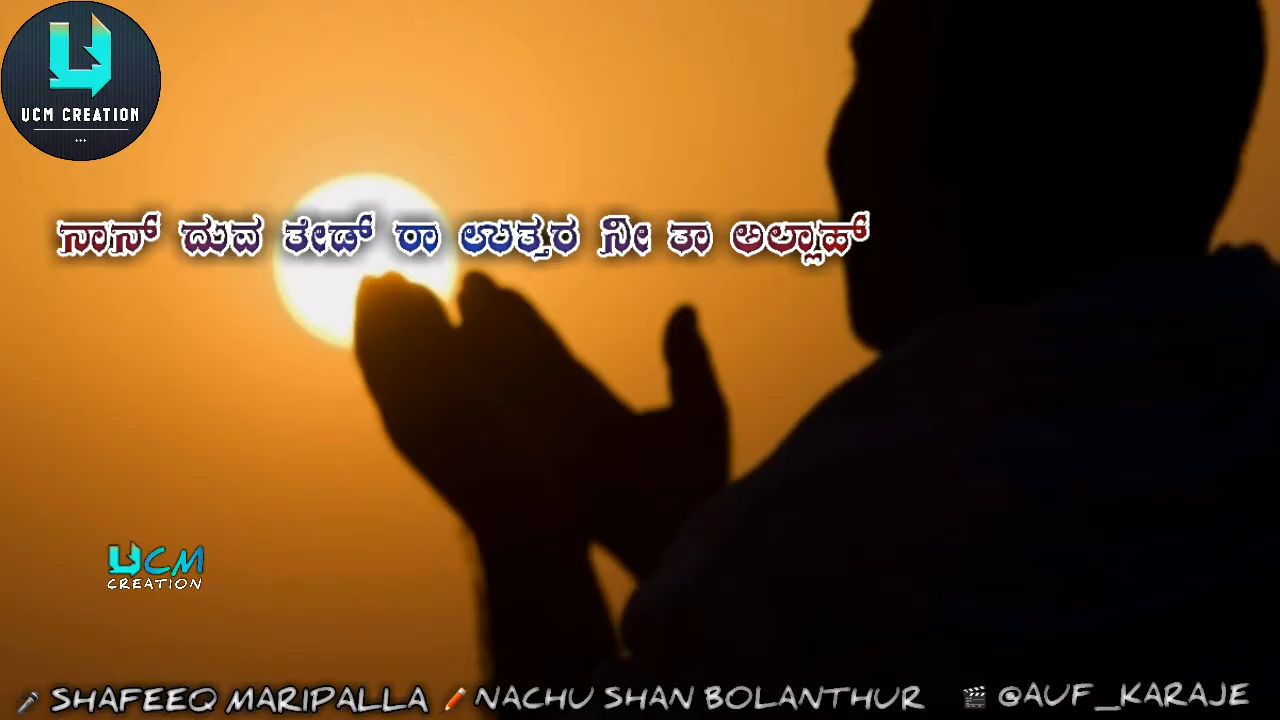 UCM CREATION
ನಾನ್ ದುವ ತೇಡ್ ರಾ ಉತ್ತರ ನೀ ತಾ ಅಲ್ಲಾಹ್
UCM
CREATION
SHAFEEQ MARIPALLA NACHU SHAN BOLANTHUR @AUF_KARAJE